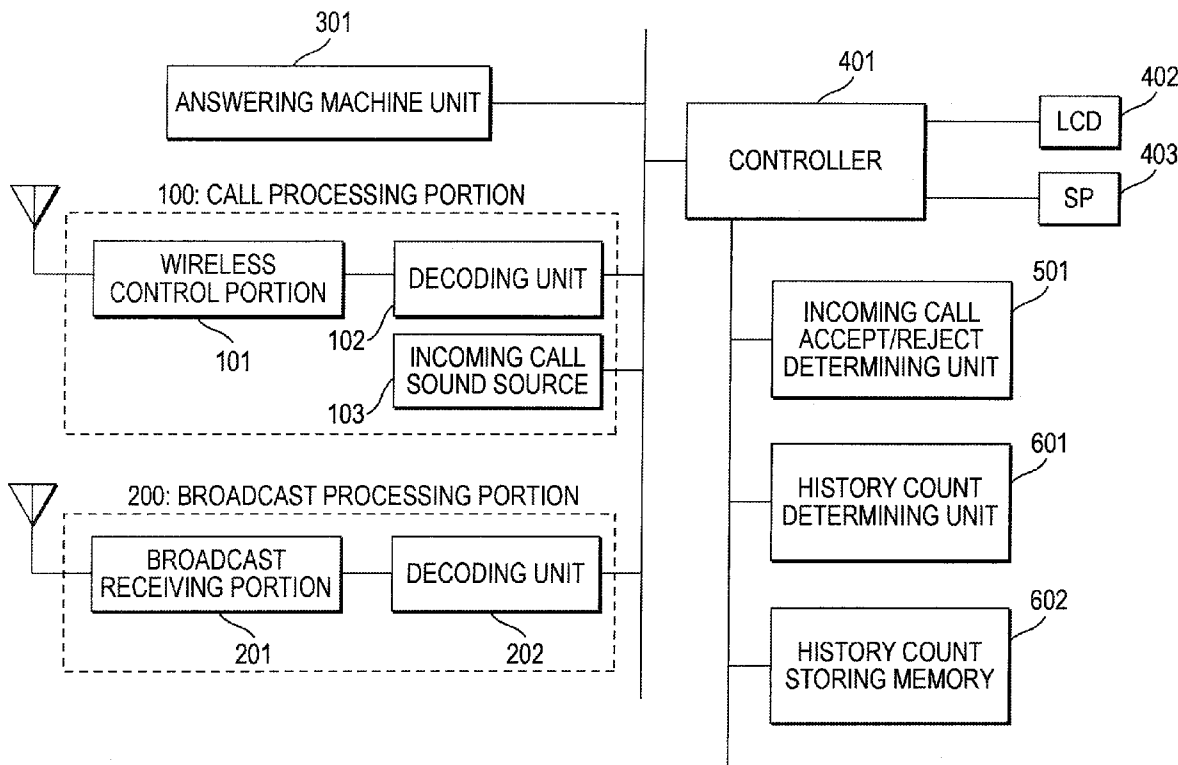 301
ANSWERING MACHINE UNIT
401
CONTROLLER
402
LCD
403
SP
100: CALL PROCESSING PORTION
WIRELESS
CONTROL PORTION
101
DECODING UNIT
102
INCOMING CALL
SOUND SOURCE
103
501
INCOMING CALL
ACCEPT/REJECT
DETERMINING UNIT
200: BROADCAST PROCESSING PORTION
BROADCAST
RECEIVING PORTION
201
DECODING UNIT
202
601
HISTORY COUNT
DETERMINING UNIT
602
HISTORY COUNT
STORING MEMORY